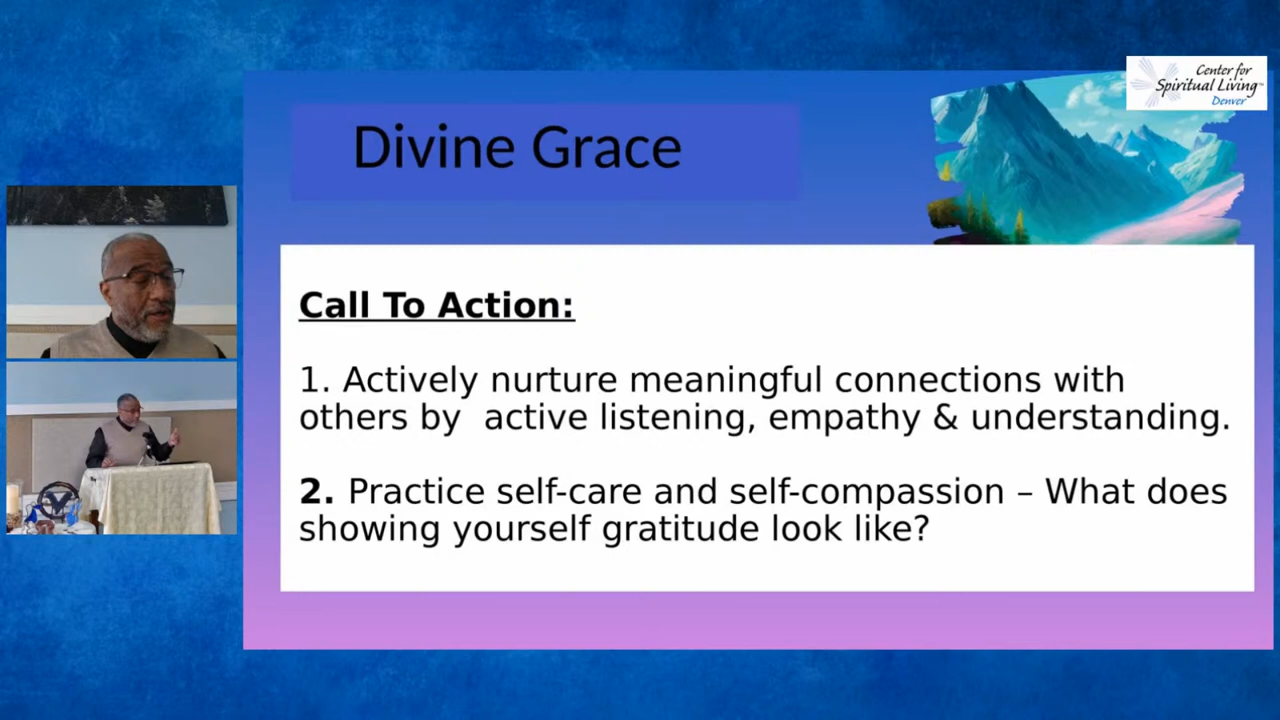 Center for
Spiritual Living™
Denver
Divine Grace
Call To Action:
1. Actively nurture meaningful connections with
others by  active listening, empathy & understanding.
2. Practice self-care and self-compassion – What does
showing yourself gratitude look like?